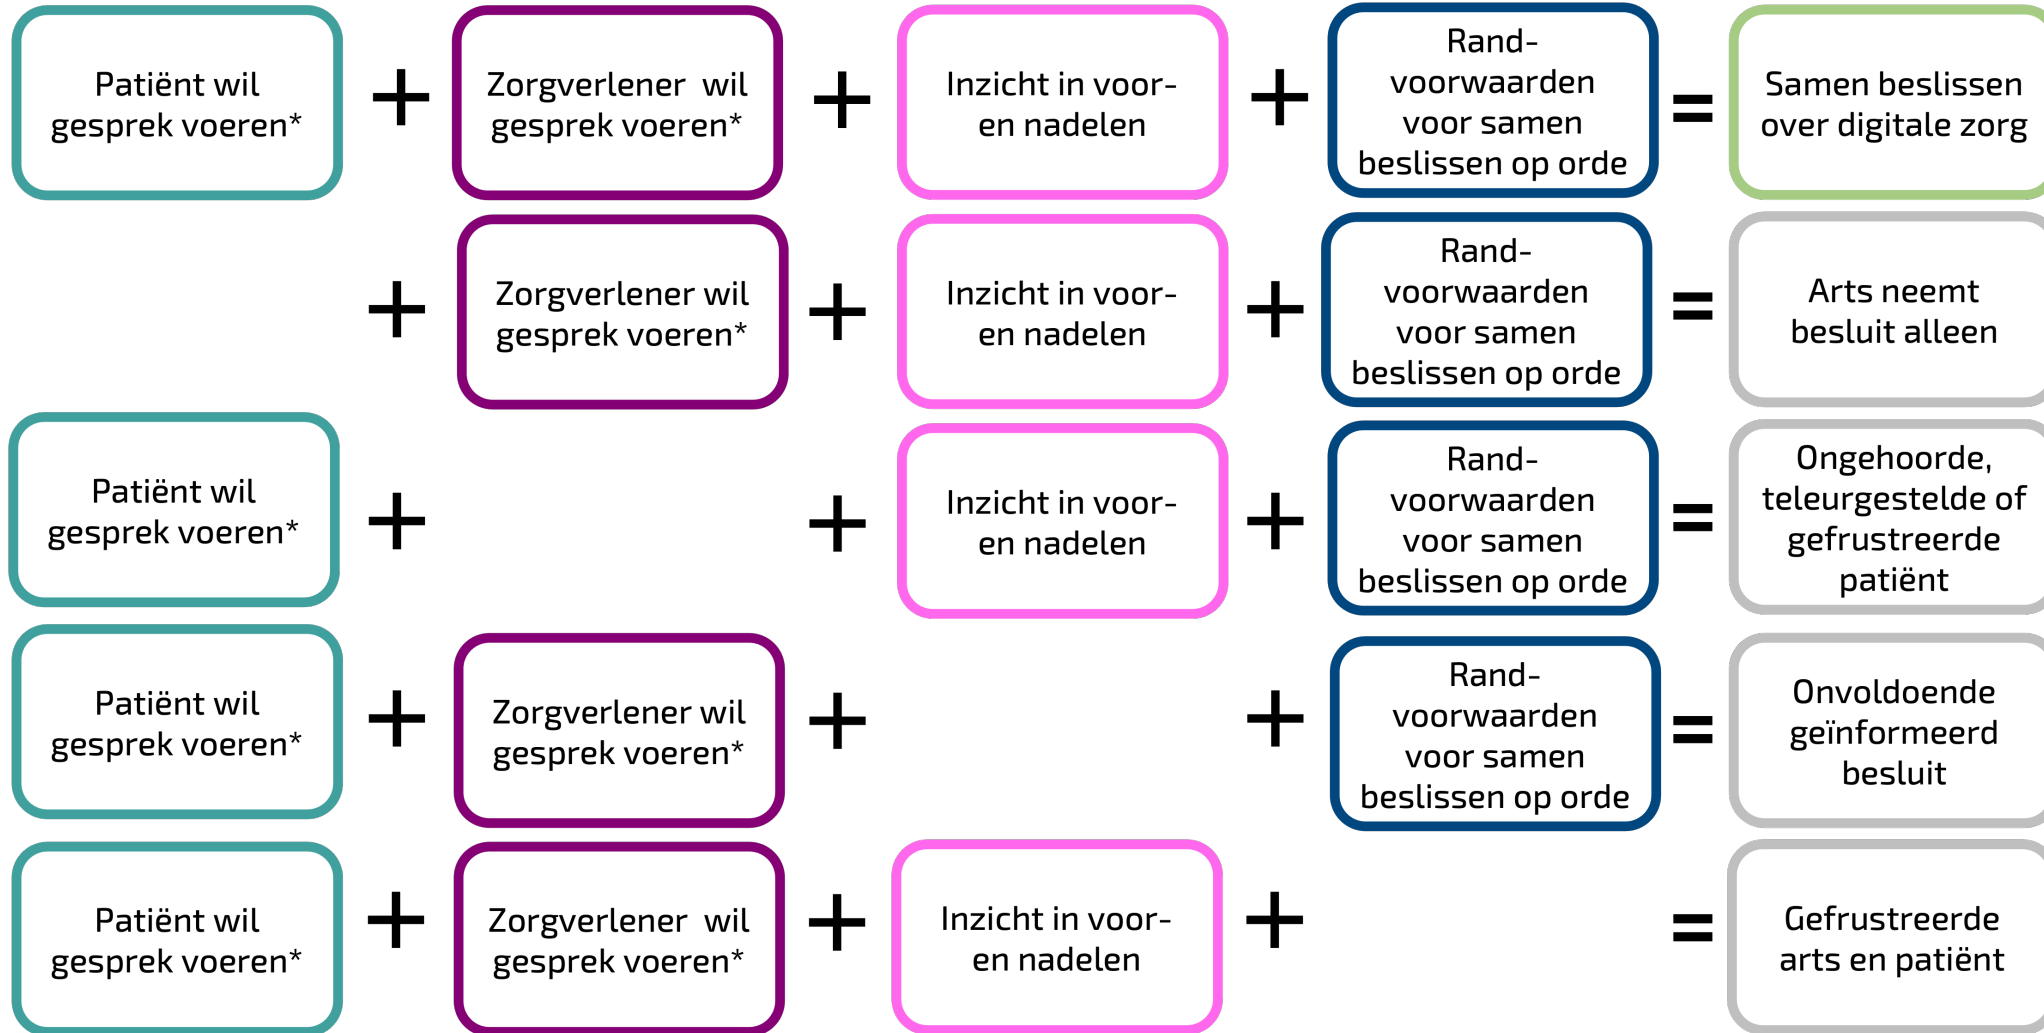 Patiënt wil
gesprek voeren*
+
Zorgverlener wil
gesprek voeren*
+
Inzicht in voor-
en nadelen
+
Rand-
voorwaarden
voor samen
beslissen op orde
=
Samen beslissen
over digitale zorg
+
Zorgverlener wil
gesprek voeren*
+
Inzicht in voor-
en nadelen
+
Rand-
voorwaarden
voor samen
beslissen op orde
=
Arts neemt
besluit alleen
Patiënt wil
gesprek voeren*
+
+
Inzicht in voor-
en nadelen
+
Rand-
voorwaarden
voor samen
beslissen op orde
=
Ongehoorde,
teleurgestelde of
gefrustreerde
patiënt
Patiënt wil
gesprek voeren*
+
Zorgverlener wil
gesprek voeren*
+
+
Rand-
voorwaarden
voor samen
beslissen op orde
=
Onvoldoende
geïnformeerd
besluit
Patiënt wil
gesprek voeren*
+
Zorgverlener wil
gesprek voeren*
+
Inzicht in voor-
en nadelen
+
=
Gefrustreerde
arts en patiënt